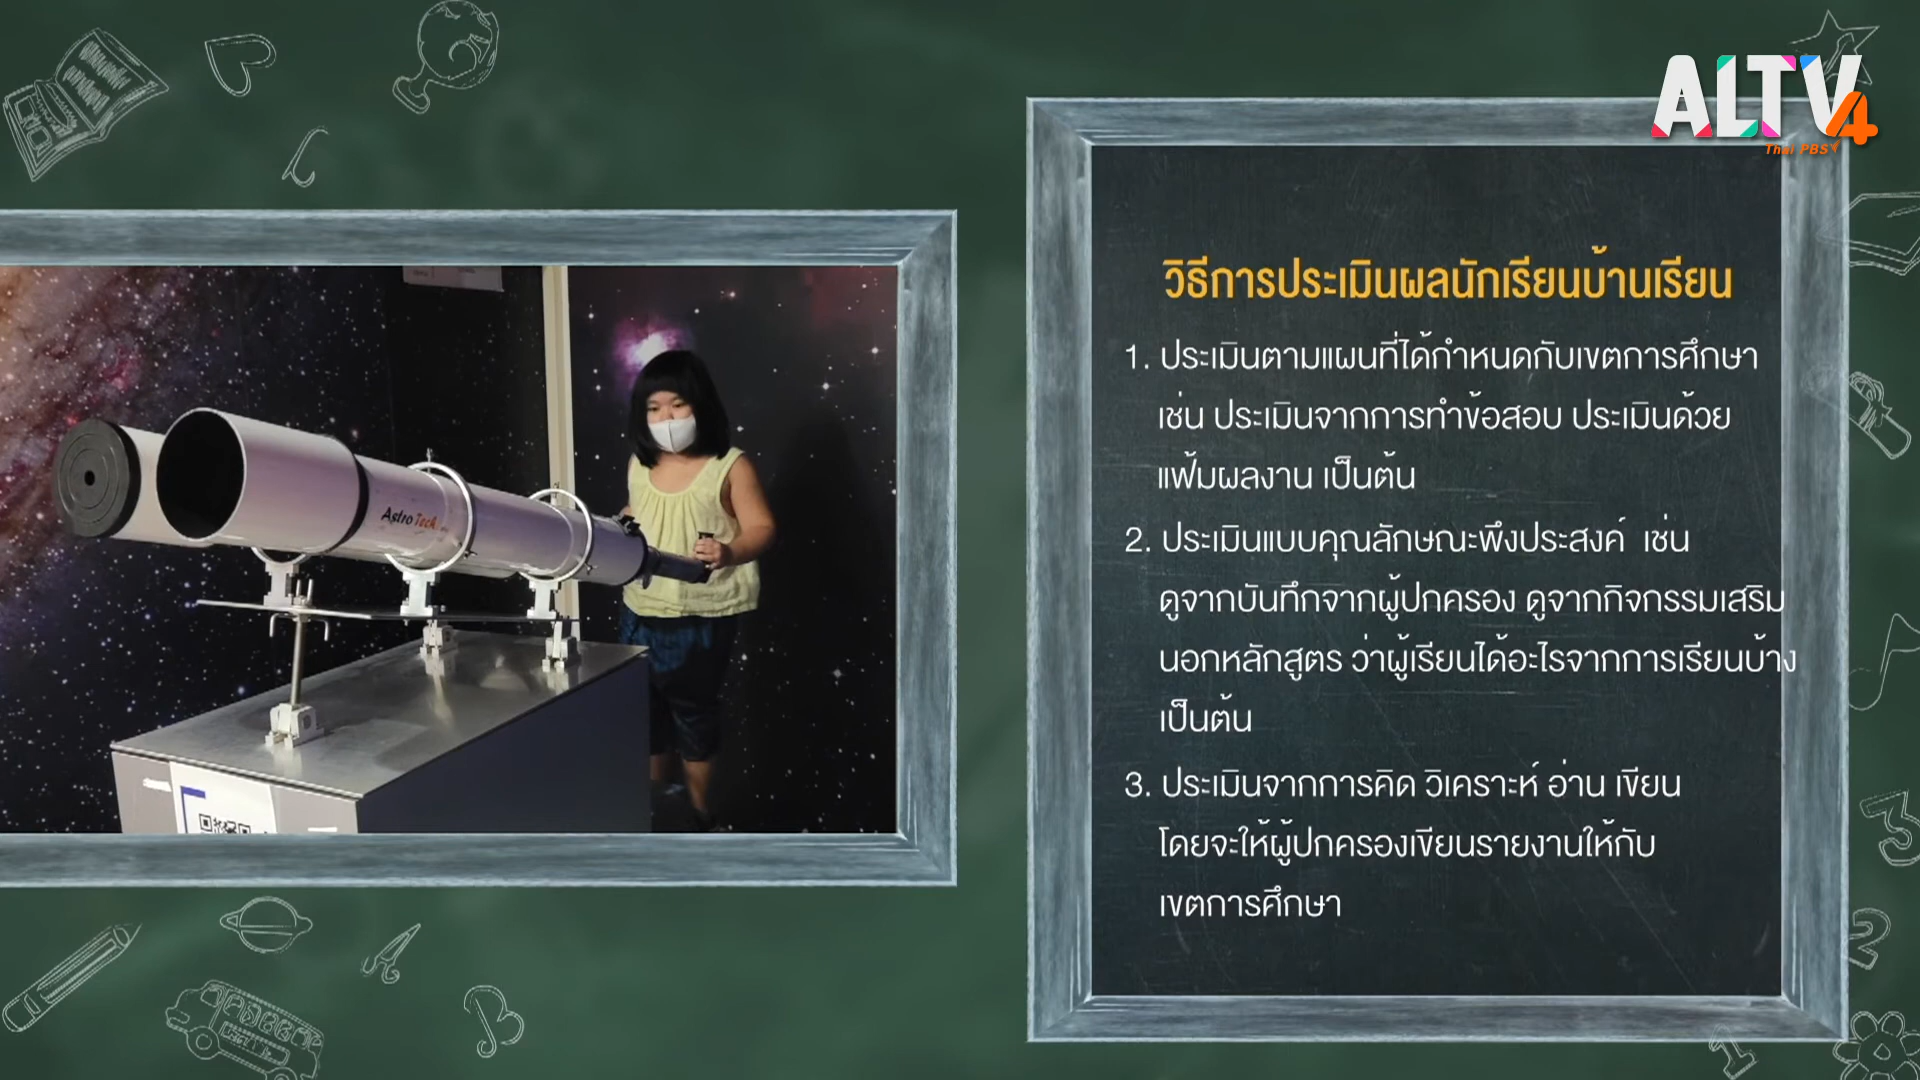 ALTV4
Thai PBS
วิธีการประเมินผลนักเรียนบ้านเรียน
1. ประเมินตามแผนที่ได้กำหนดกับเขตการศึกษา
เช่น ประเมินจากการทำข้อสอบ ประเมินด้วย
แฟ้มผลงาน เป็นต้น
2. ประเมินแบบคุณลักษณะพึงประสงค์ เช่น
ดูจากบันทึกจากผู้ปกครอง ดูจากกิจกรรมเสริม
นอกหลักสูตร ว่าผู้เรียนได้อะไรจากการเรียนบ้าง
เป็นต้น
3. ประเมินจากการคิด วิเคราะห์ อ่าน เขียน
โดยจะให้ผู้ปกครองเขียนรายงานให้กับ
เขตการศึกษา
Astro Tech
A
B
3
2
1